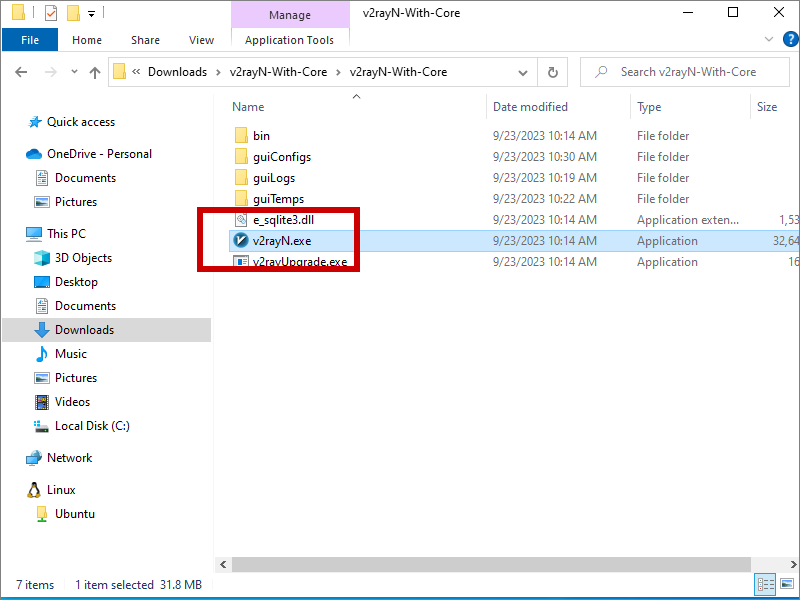 Manage
v2rayN-With-Core
File
Home
Share
View
Application Tools
?
« Downloads > v2rayN-With-Core > v2rayN-With-Core
Search v2rayN-With-Core
Name
Date modified
Type
Size
Quick access
OneDrive - Personal
Documents
Pictures
This PC
3D Objects
Desktop
Documents
Downloads
Music
Pictures
Videos
Local Disk (C:)
Network
Linux
Ubuntu
bin 9/23/2023 10:14 AM File folder
guiConfigs 9/23/2023 10:30 AM File folder
guiLogs 9/23/2023 10:19 AM File folder
guiTemps 9/23/2023 10:22 AM File folder
e_sqlite3.dll 9/23/2023 10:14 AM Application exten... 1,53
v2rayN.exe 9/23/2023 10:14 AM Application 32,64
v2rayUpgrade.exe 9/23/2023 10:14 AM Application 16
7 items 1 item selected 31.8 MB